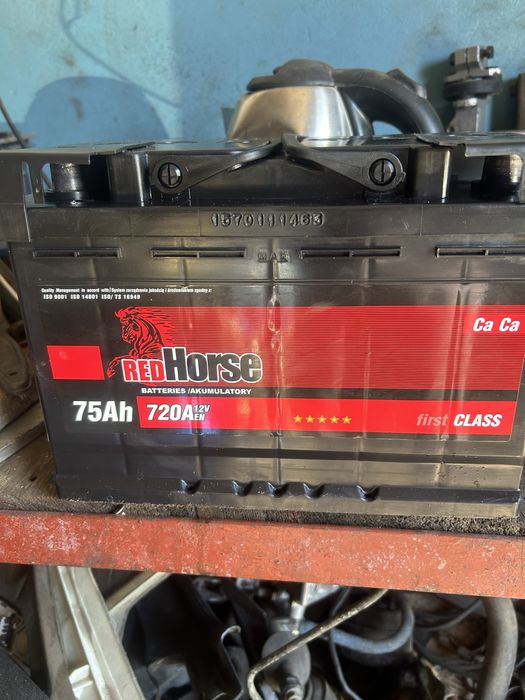 1570111463
MAX
Quality Management in accord with:/System zarządzania jakością i środowiskiem zgodny z:
ISO 9001 ISO 14001 ISO/ TS 16949
Ca Ca
REDHorse
BATTERIES /AKUMULATORY
75Ah 720A 12V EN
first CLASS